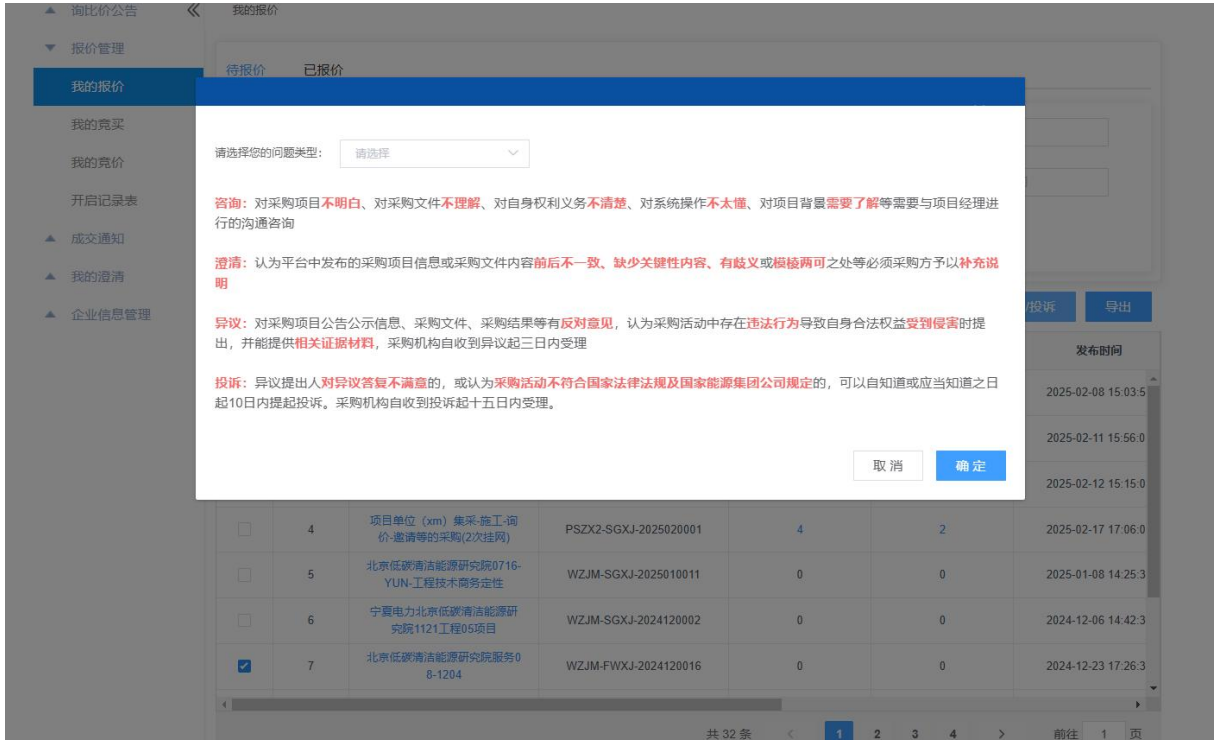 询比价公告
我的报价
报价管理
待报价
已报价
我的报价
我的竞买
我的竞价
开启记录表
成交通知
我的澄清
企业信息管理
请选择您的问题类型：
请选择
咨询：对采购项目不明白、对采购文件不理解、对自身权利义务不清楚、对系统操作不太懂、对项目背景需要了解等需要与项目经理进
行的沟通咨询
澄清：认为平台中发布的采购项目信息或采购文件内容前后不一致、缺少关键性内容、有歧义或模棱两可之处等必须采购方予以补充说
明
异议：对采购项目公告公示信息、采购文件、采购结果等有反对意见，认为采购活动中存在违法行为导致自身合法权益受到侵害时提
出，并能提供相关证据材料，采购机构自收到异议起三日内受理
投诉：异议提出人对异议答复不满意的，或认为采购活动不符合国家法律法规及国家能源集团公司规定的，可以自知道或应当知道之日
起10日内提起投诉。采购机构自收到投诉起十五日内受理。
取消
确定
/投诉
导出
发布时间
2025-02-08 15:03:5
2025-02-11 15:56:0
2025-02-12 15:15:0
4
项目单位（xm）集采-施工-询
价-邀请等的采购(2次挂网)
PSZX2-SGXJ-2025020001
4
2
2025-02-17 17:06:0
5
北京低碳清洁能源研究院0716-
YUN-工程技术商务定性
WZJM-SGXJ-2025010011
0
0
2025-01-08 14:25:3
6
宁夏电力北京低碳清洁能源研
究院1121工程05项目
WZJM-SGXJ-2024120002
0
0
2024-12-06 14:42:3
7
北京低碳清洁能源研究院服务0
8-1204
WZJM-FWXJ-2024120016
0
0
2024-12-23 17:26:3
共 32 条
1
2
3
4
前往
1
页